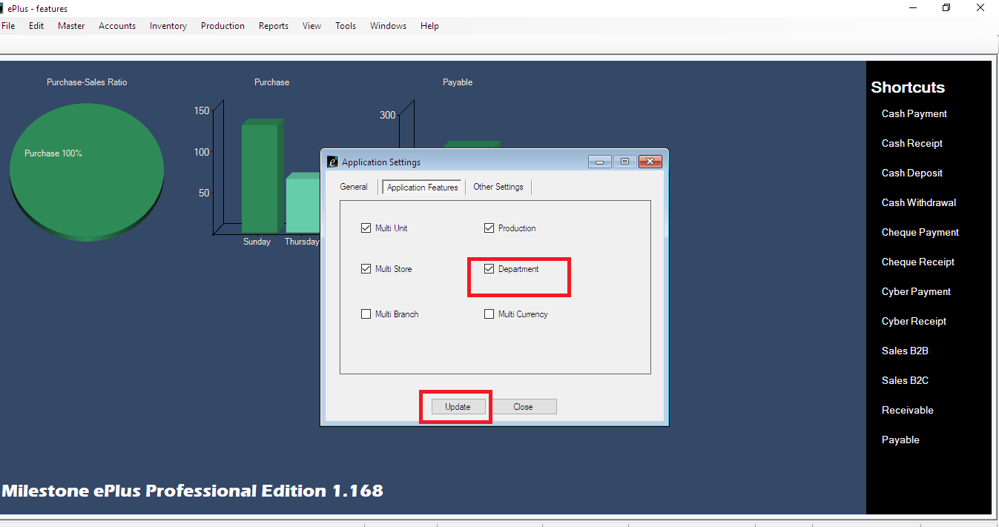 ePlus - features
File Edit Master Accounts Inventory Production Reports View Tools Windows Help
Purchase-Sales Ratio
Purchase 100%
Purchase
150
100
50
Sunday Thursday
Payable
300
Application Settings
General Application Features Other Settings
Multi Unit Production
Multi Store Department
Multi Branch Multi Currency
Update Close
Shortcuts
Cash Payment
Cash Receipt
Cash Deposit
Cash Withdrawal
Cheque Payment
Cheque Receipt
Cyber Payment
Cyber Receipt
Sales B2B
Sales B2C
Receivable
Payable
Milestone ePlus Professional Edition 1.168